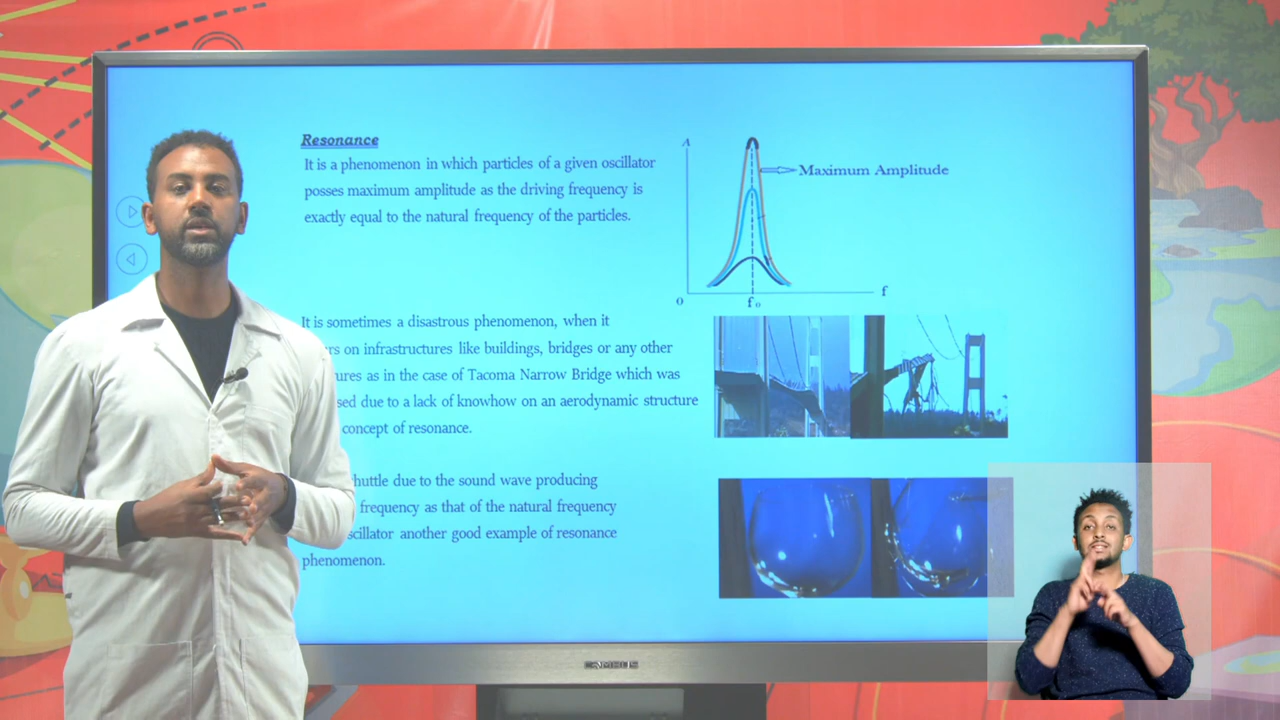 Resonance
It is a phenomenon in which particles of a given oscillator
posses maximum amplitude as the driving frequency is
exactly equal to the natural frequency of the particles.
A
Maximum Amplitude
0
f₀
f
It is sometimes a disastrous phenomenon, when it
rs on infrastructures like buildings, bridges or any other
ures as in the case of Tacoma Narrow Bridge which was
sed due to a lack of knowhow on an aerodynamic structure
concept of resonance.
huttle due to the sound wave producing
frequency as that of the natural frequency
scillator another good example of resonance
phenomenon.